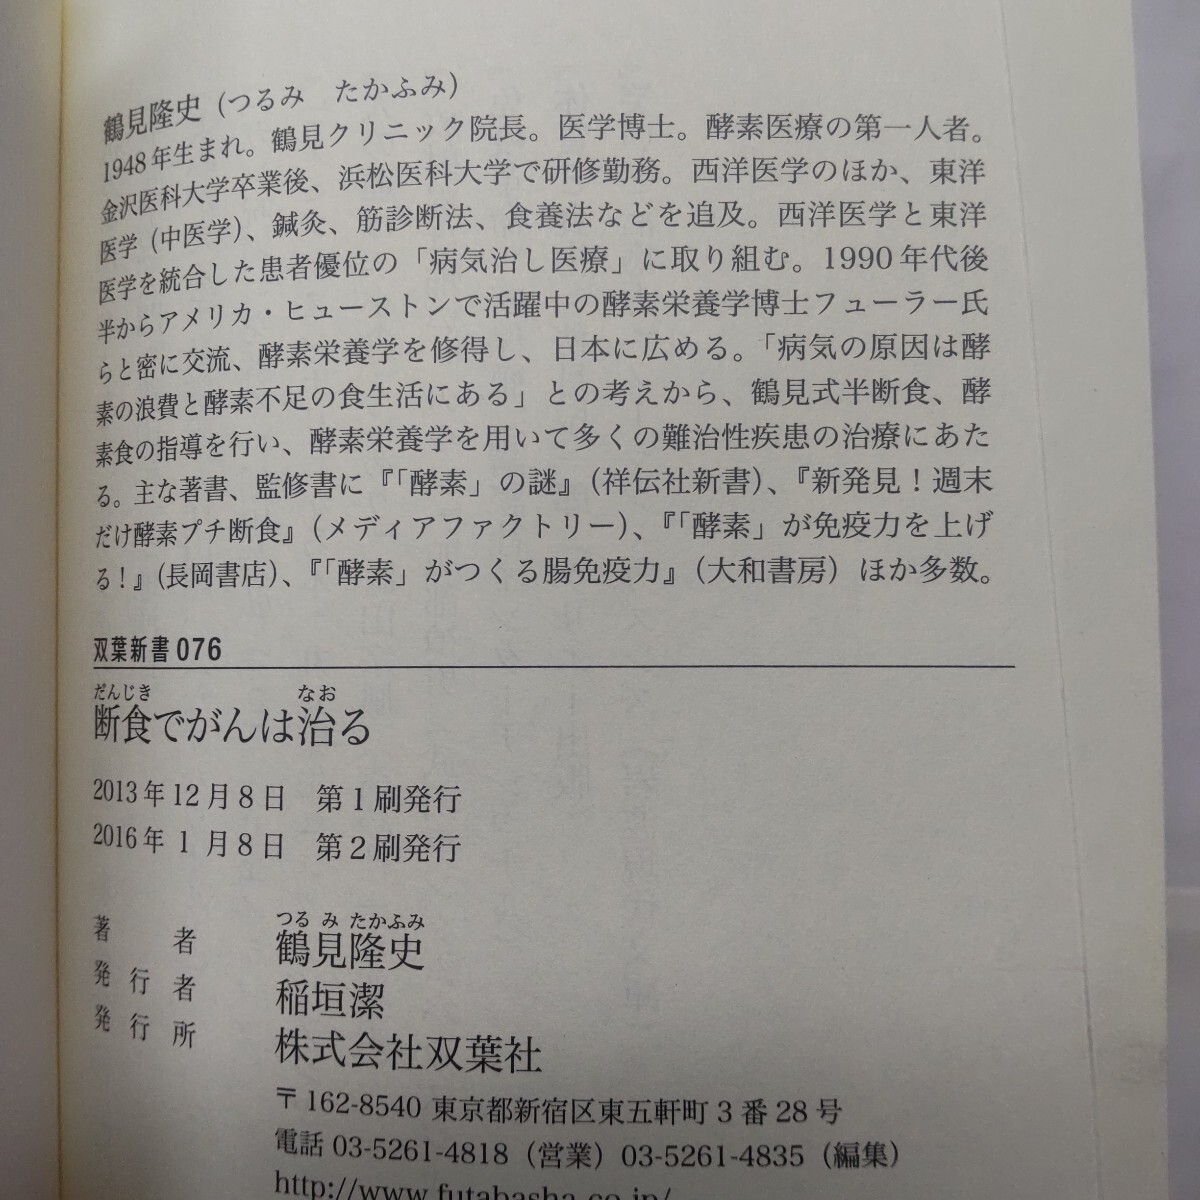 鶴見隆史（つるみ　たかふみ）
1948年生まれ。鶴見クリニック院長。医学博士。酵素医療の第一人者。
金沢医科大学卒業後、浜松医科大学で研修勤務。西洋医学のほか、東洋
医学（中医学）、鍼灸、筋診断法、食養法などを追及。西洋医学と東洋
医学を統合した患者優位の「病気治し医療」に取り組む。1990年代後
半からアメリカ・ヒューストンで活躍中の酵素栄養学博士フューラー氏
らと密に交流、酵素栄養学を修得し、日本に広める。「病気の原因は酵
素の浪費と酵素不足の食生活にある」との考えから、鶴見式半断食、酵
素食の指導を行い、酵素栄養学を用いて多くの難治性疾患の治療にあた
る。主な著書、監修書に『「酵素」の謎』（祥伝社新書）、『新発見！週末
だけ酵素プチ断食』（メディアファクトリー）、『「酵素」が免疫力を上げ
る！』（長岡書店）、『「酵素」がつくる腸免疫力』（大和書房）ほか多数。
双葉新書076
だんじき　なお
断食でがんは治る
2013年12月8日　第1刷発行
2016年1月8日　第2刷発行
つる み たかふみ
著者　鶴見隆史
発行者　稲垣潔
発行所　株式会社双葉社
〒162-8540 東京都新宿区東五軒町3番28号
電話 03-5261-4818（営業）03-5261-4835（編集）
http://www.futabasha.co.jp/